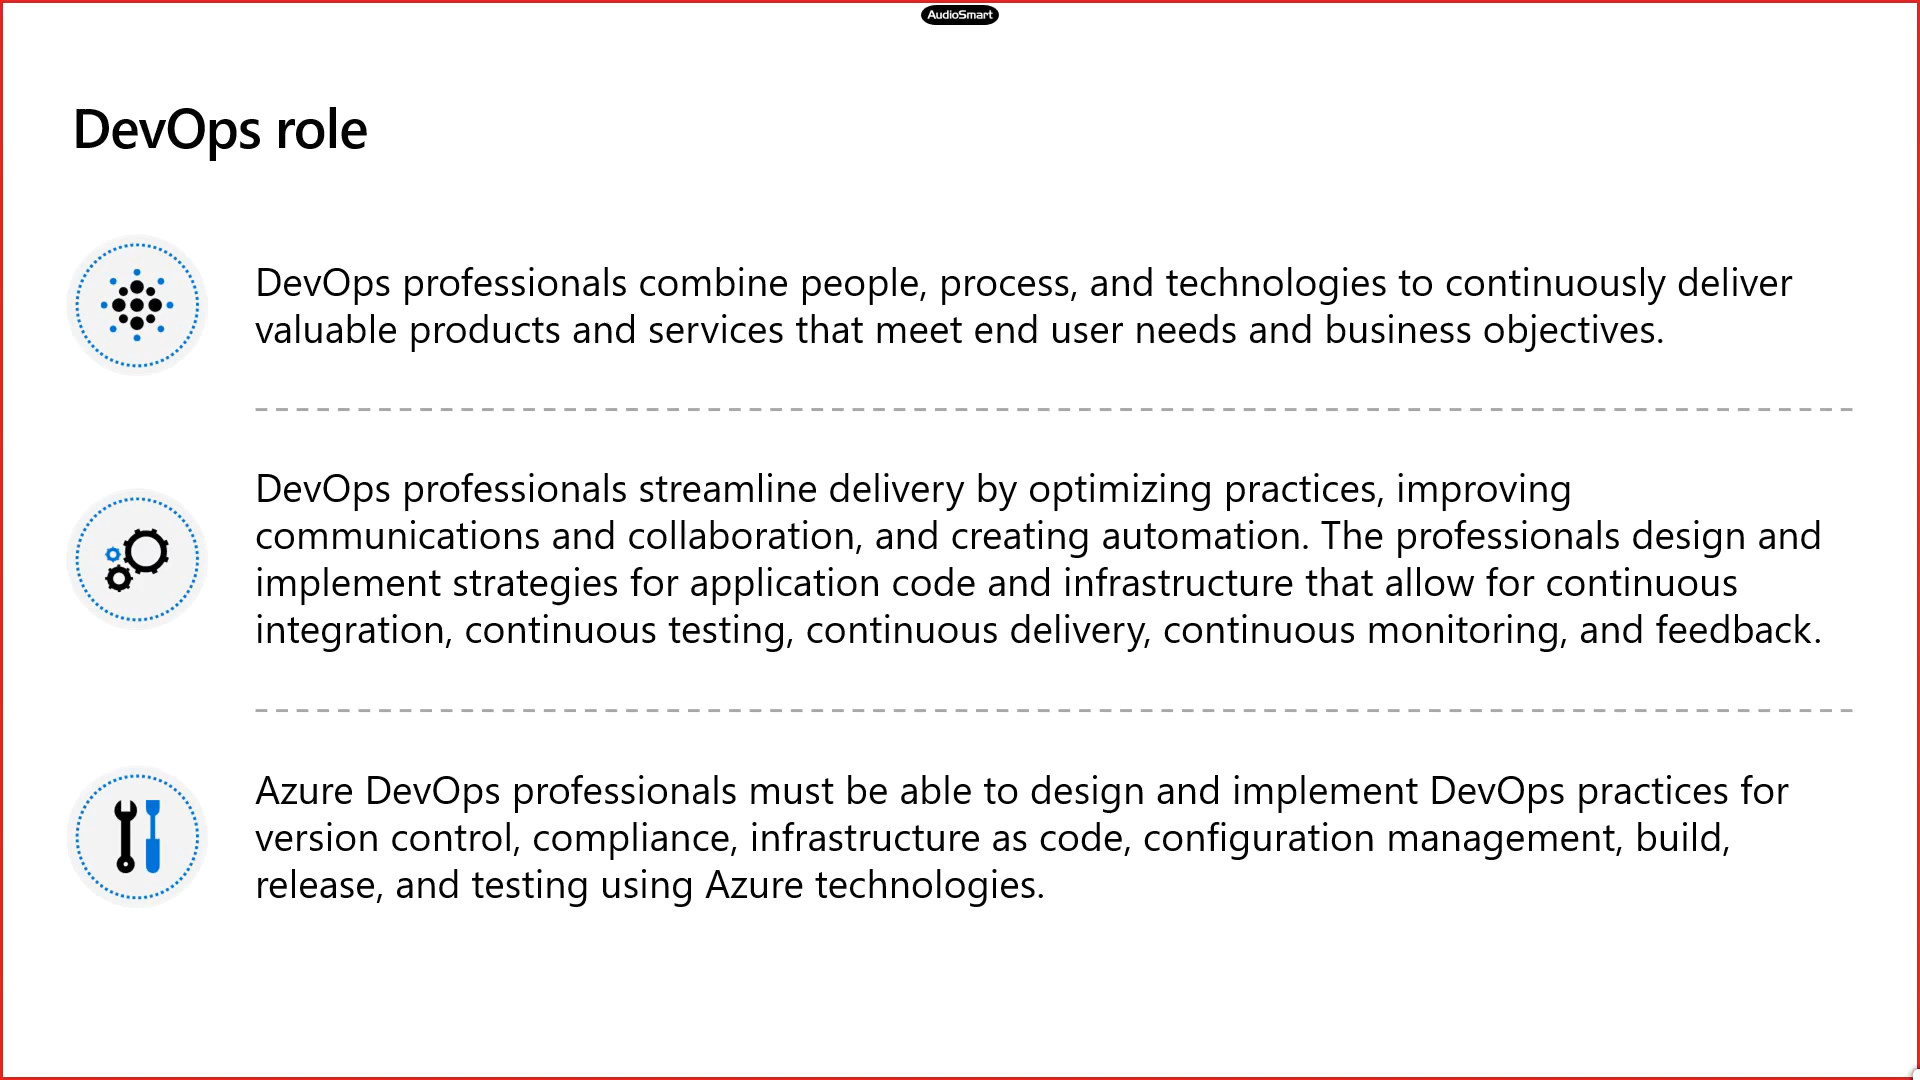 AudioSmart
DevOps role
DevOps professionals combine people, process, and technologies to continuously deliver
valuable products and services that meet end user needs and business objectives.
DevOps professionals streamline delivery by optimizing practices, improving
communications and collaboration, and creating automation. The professionals design and
implement strategies for application code and infrastructure that allow for continuous
integration, continuous testing, continuous delivery, continuous monitoring, and feedback.
Azure DevOps professionals must be able to design and implement DevOps practices for
version control, compliance, infrastructure as code, configuration management, build,
release, and testing using Azure technologies.